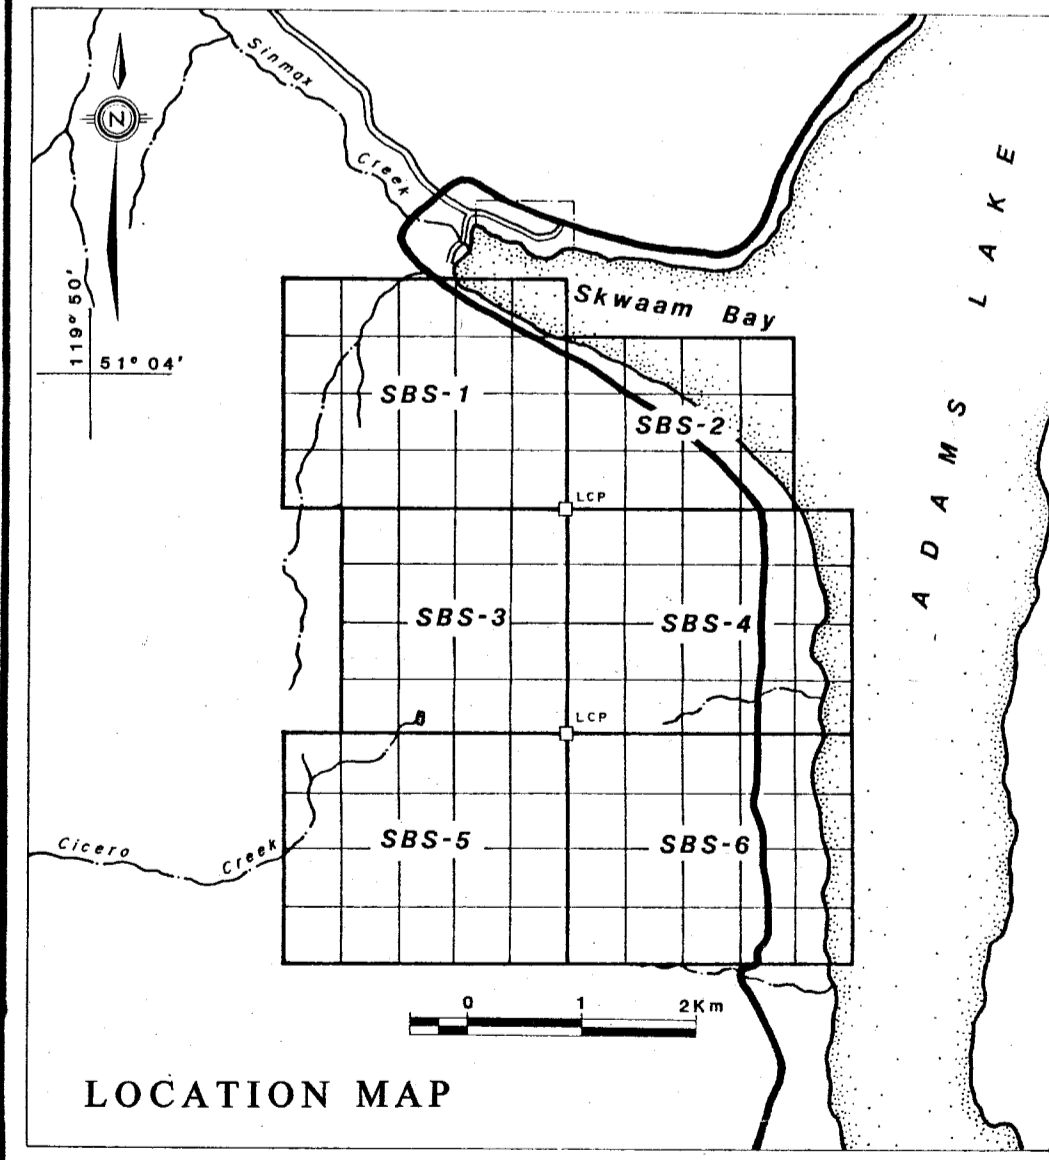 Sinmax
Creek
N
119° 50'
51° 04'
Skwaam Bay
ADAMS LAKE
SBS-1
SBS-2
LCP
SBS-3
SBS-4
LCP
SBS-5
SBS-6
Cicero Creek
0 1 2Km
LOCATION MAP